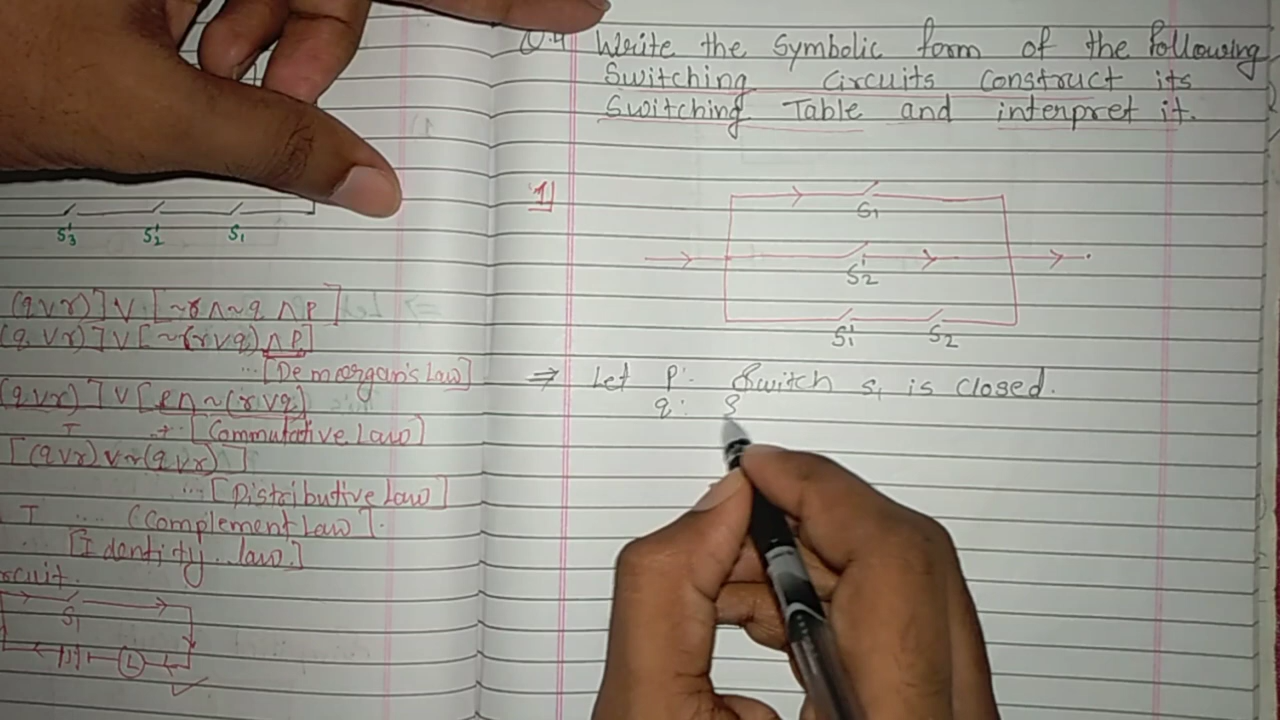 S₃' S₂' S₁
(q∨r)]∨[~r∧~q∧p]
(q∨r)]∨[~(r∨q)∧p]
...[De morgan's Law]
(q∨r)]∨[p∧~(r∨q)
...[Commutative Law]
[(q∨r)∨~(q∨r)]
...[Distributive Law]
T ... (Complement Law].
[Identity law.]
S₁
L
Q.4 Write the Symbolic form of the following
Switching circuits construct its
Switching Table and interpret it.
1]
S₁
S₂'
S₁' S₂
⇒ Let P:- Switch S₁ is closed.
q: S